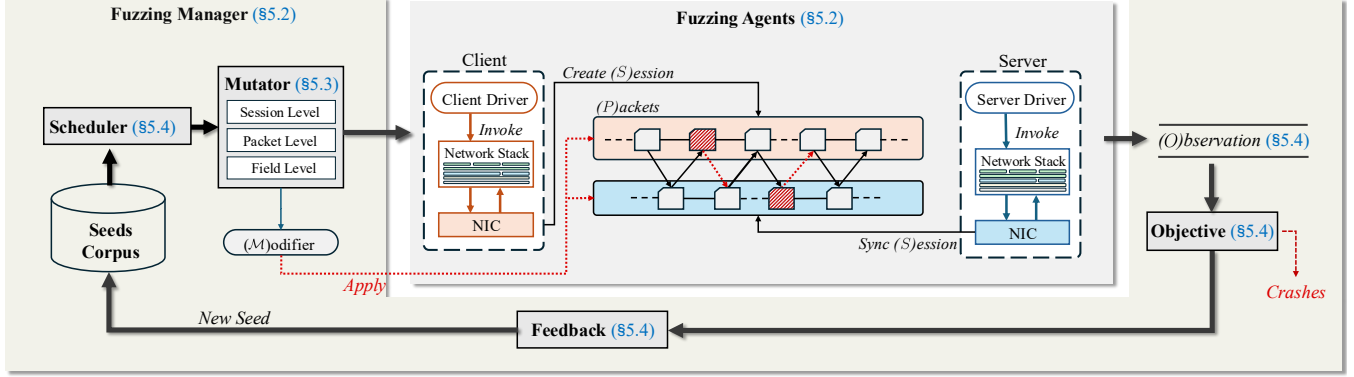 Fuzzing Manager (§5.2)
Fuzzing Agents (§5.2)
Mutator (§5.3)
Session Level
Packet Level
Field Level
Scheduler (§5.4)
Seeds
Corpus
(M)odifier
Apply
Client
Client Driver
Invoke
Network Stack
NIC
Create (S)ession
(P)ackets
Sync (S)ession
Server
Server Driver
Invoke
Network Stack
NIC
(O)bservation (§5.4)
Objective (§5.4)
Crashes
Feedback (§5.4)
New Seed